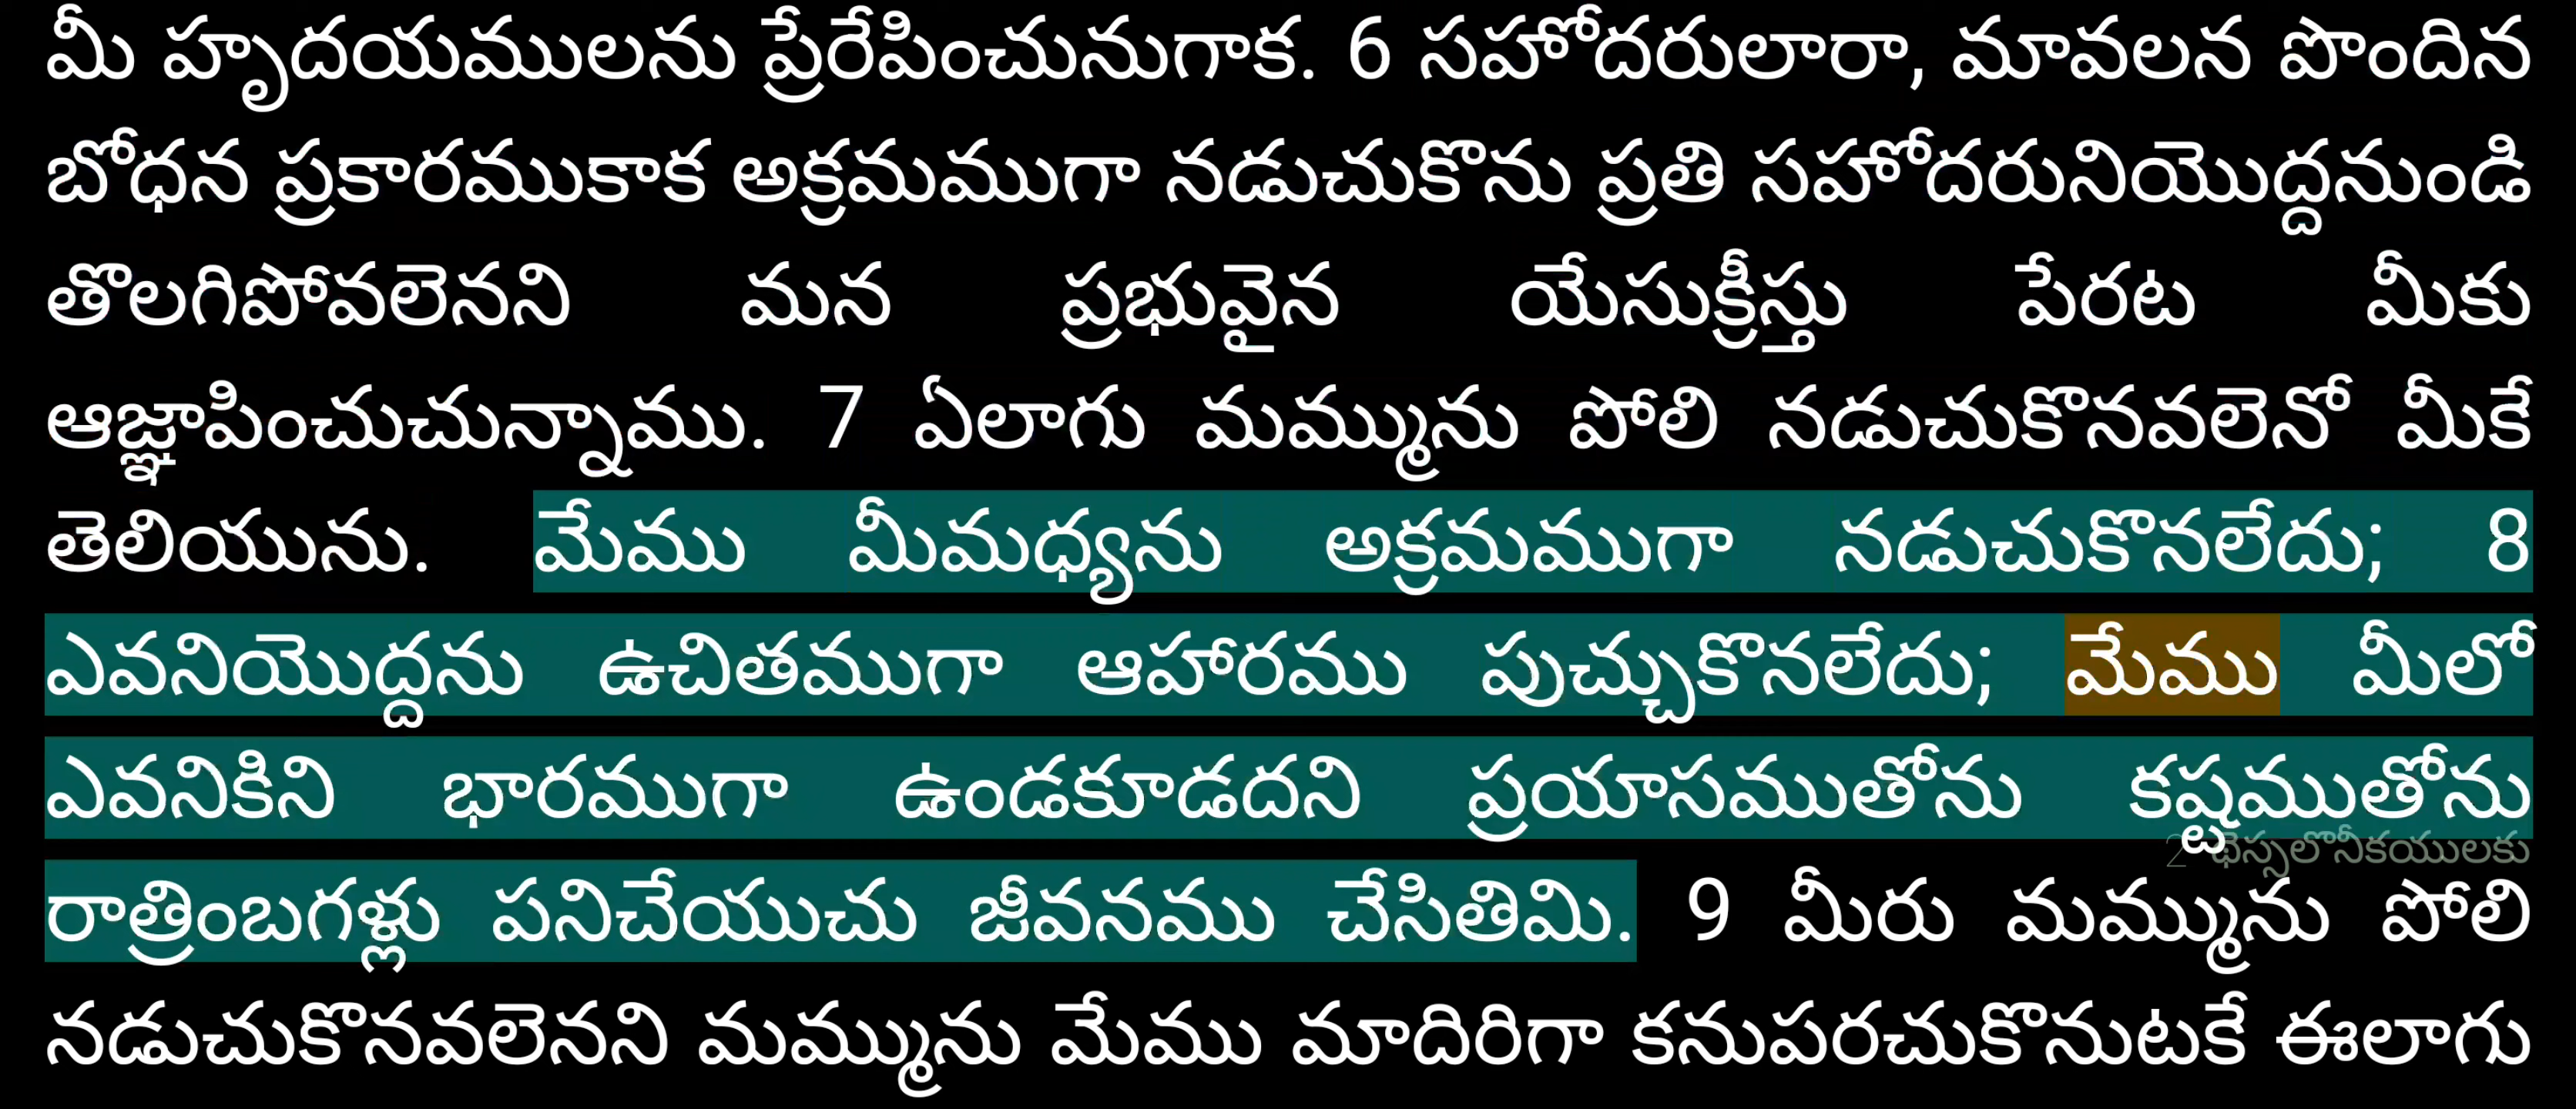 మీ హృదయములను ప్రేరేపించునుగాక. 6 సహోదరులారా, మావలన పొందిన
బోధన ప్రకారముకాక అక్రమముగా నడుచుకొను ప్రతి సహోదరునియొద్దనుండి
తొలగిపోవలెనని మన ప్రభువైన యేసుక్రీస్తు పేరట మీకు
ఆజ్ఞాపించుచున్నాము. 7 ఏలాగు మమ్మును పోలి నడుచుకొనవలెనో మీకే
తెలియును. మేము మీమధ్యను అక్రమముగా నడుచుకొనలేదు; 8
ఎవనియొద్దను ఉచితముగా ఆహారము పుచ్చుకొనలేదు; మేము మీలో
ఎవనికిని భారముగా ఉండకూడదని ప్రయాసముతోను కష్టముతోను
2 థెస్సలొనీకయులకు
రాత్రింబగళ్లు పనిచేయుచు జీవనము చేసితిమి. 9 మీరు మమ్మును పోలి
నడుచుకొనవలెనని మమ్మును మేము మాదిరిగా కనుపరచుకొనుటకే ఈలాగు